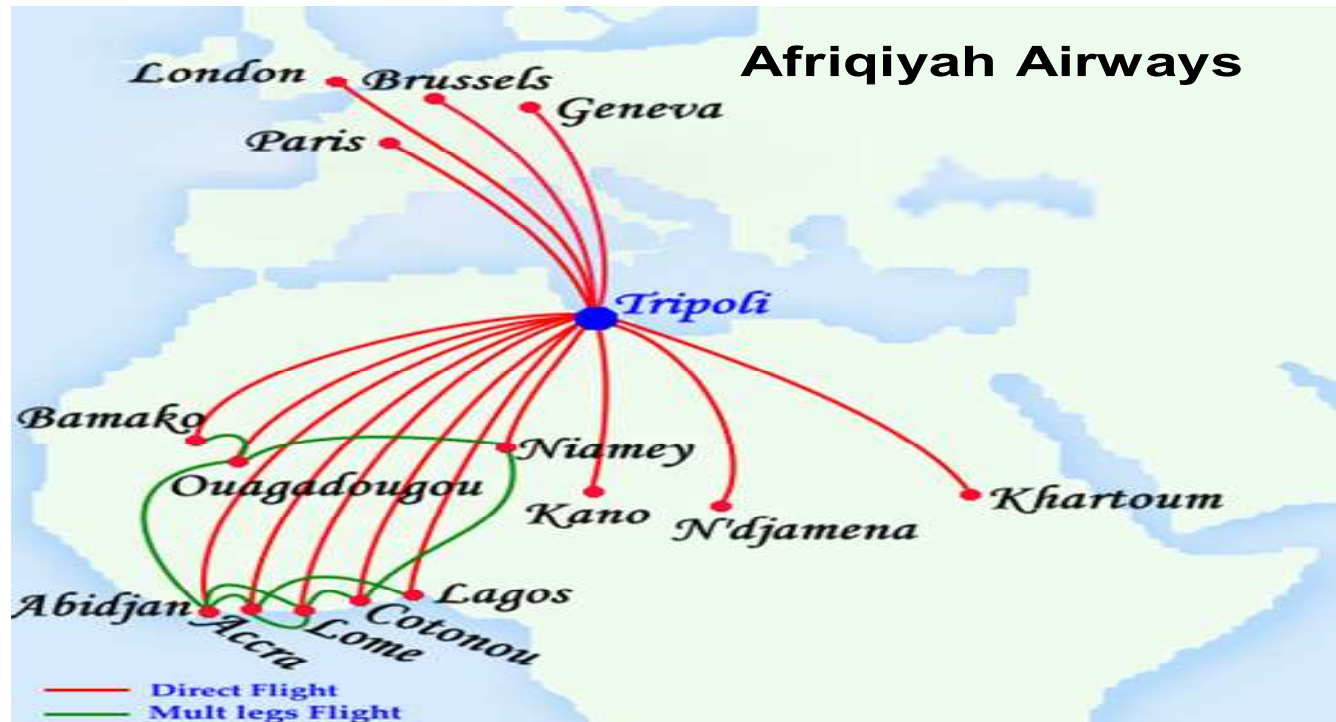 Afriqiyah Airways
London
Brussels
Geneva
Paris
Tripoli
Bamako
Niamey
Ouagadougou
Kano
N'djamena
Khartoum
Abidjan
Accra
Lome
Cotonou
Lagos
Direct Flight
Mult legs Flight